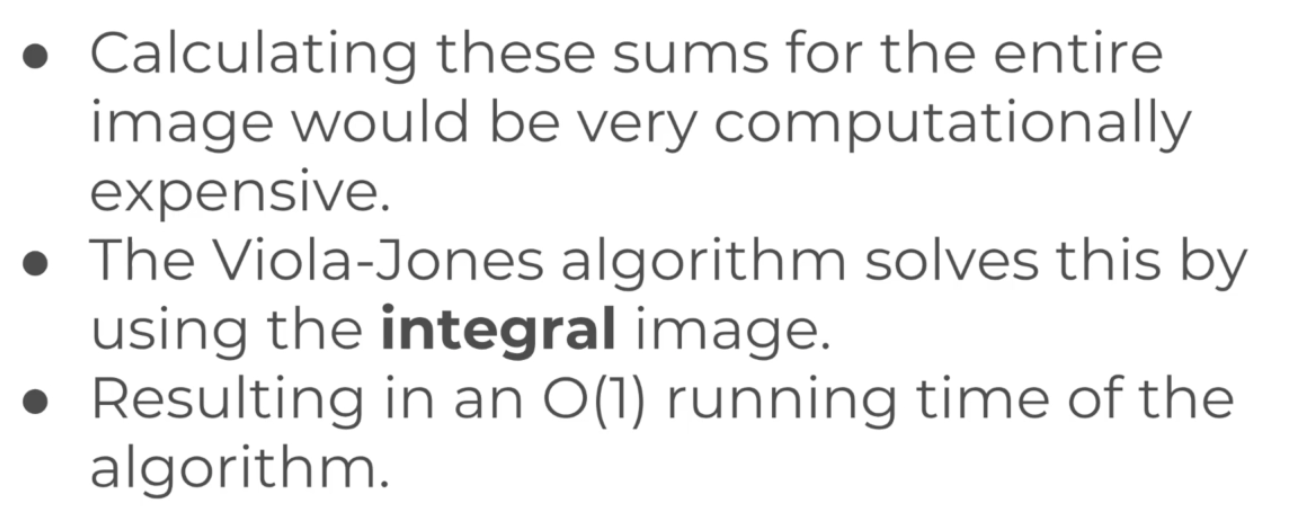 ● Calculating these sums for the entire
image would be very computationally
expensive.
● The Viola-Jones algorithm solves this by
using the integral image.
● Resulting in an O(1) running time of the
algorithm.